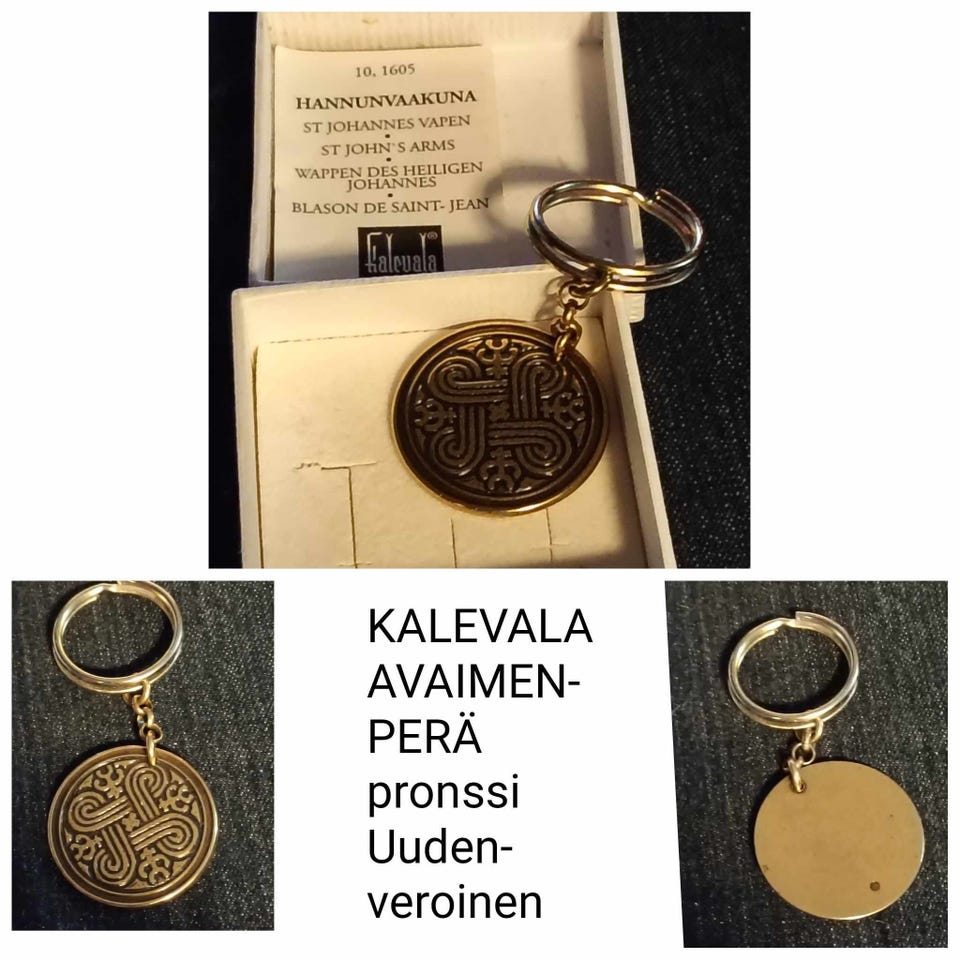 10, 1605
HANNUNVAAKUNA
ST JOHANNES VAPEN
•
ST JOHN`S ARMS
•
WAPPEN DES HEILIGEN
JOHANNES
•
BLASON DE SAINT- JEAN
Kalevala®
KALEVALA
AVAIMEN-
PERÄ
pronssi
Uuden-
veroinen